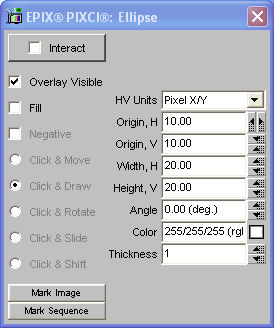 EPIX® PIXCI®: Ellipse
Interact
Overlay Visible
Fill
Negative
Click & Move
Click & Draw
Click & Rotate
Click & Slide
Click & Shift
HV Units Pixel X/Y
Origin, H 10.00
Origin, V 10.00
Width, H 20.00
Height, V 20.00
Angle 0.00 (deg.)
Color 255/255/255 (rgl
Thickness 1
Mark Image
Mark Sequence